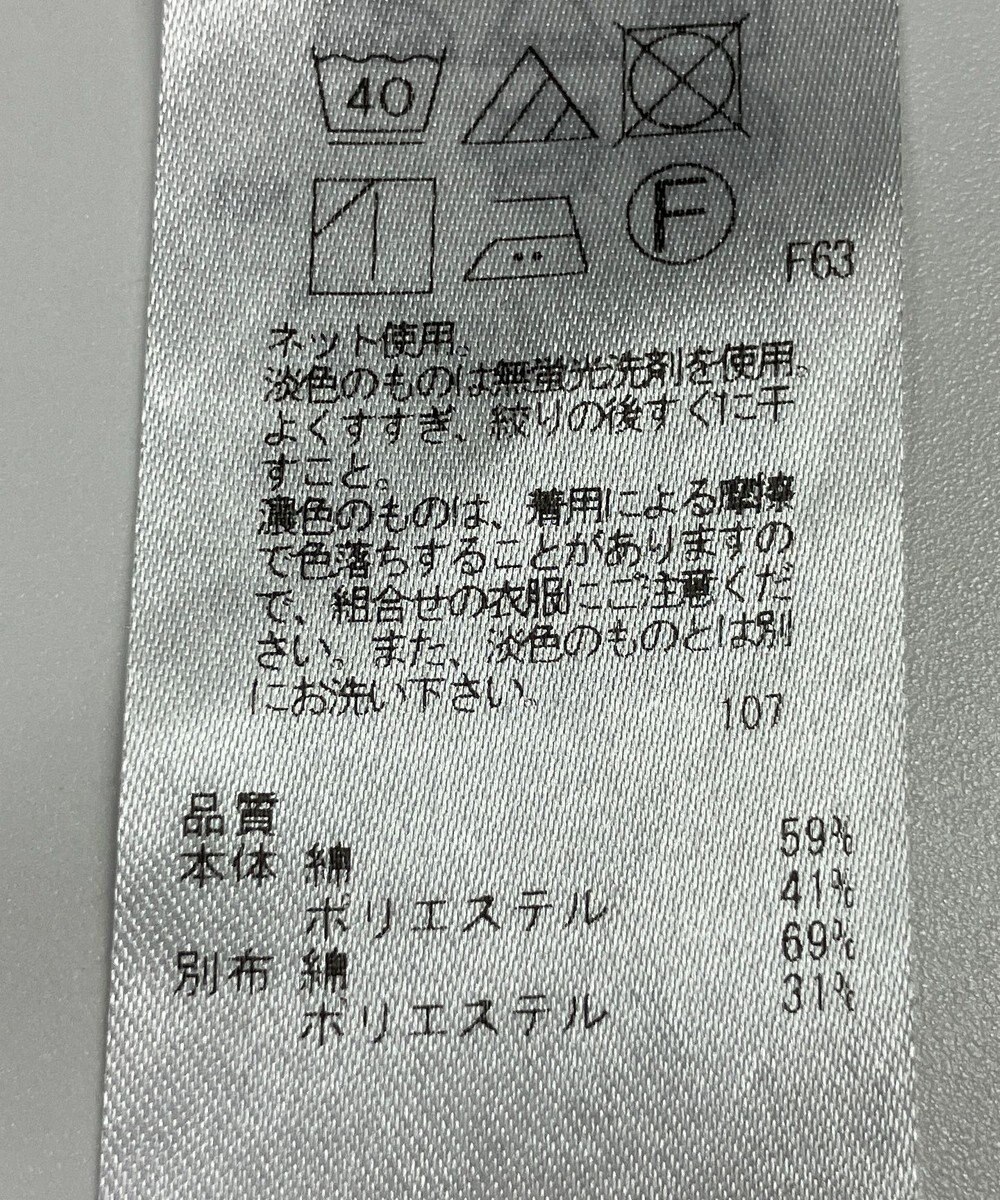 40
F
F63
ネット使用。
淡色のものは無蛍光洗剤を使用。
よくすすぎ、絞りの後すぐに干
すこと。
濃色のものは、着用による摩擦
で色落ちすることがありますの
で、組合せの衣服にご注意くだ
さい。また、淡色のものとは別
にお洗い下さい。
107
品質
本体 綿 59%
ポリエステル 41%
別布 綿 69%
ポリエステル 31%